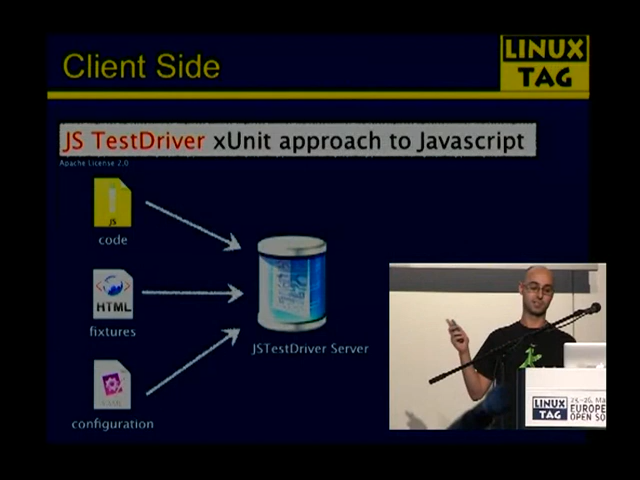 Client Side
LINUX
TAG
JS TestDriver xUnit approach to Javascript
Apache License 2.0
JS
code
HTML
fixtures
JSTestDriver Server
configuration
LINUX
TAG
EUROPE
OPEN SO